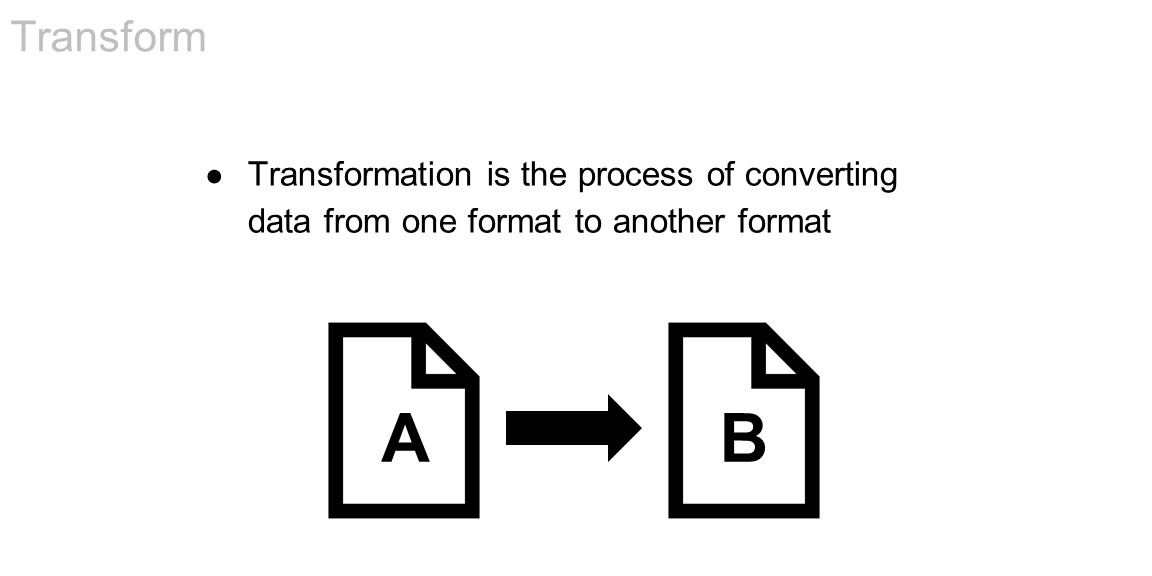 Transform
● Transformation is the process of converting
data from one format to another format
A
B